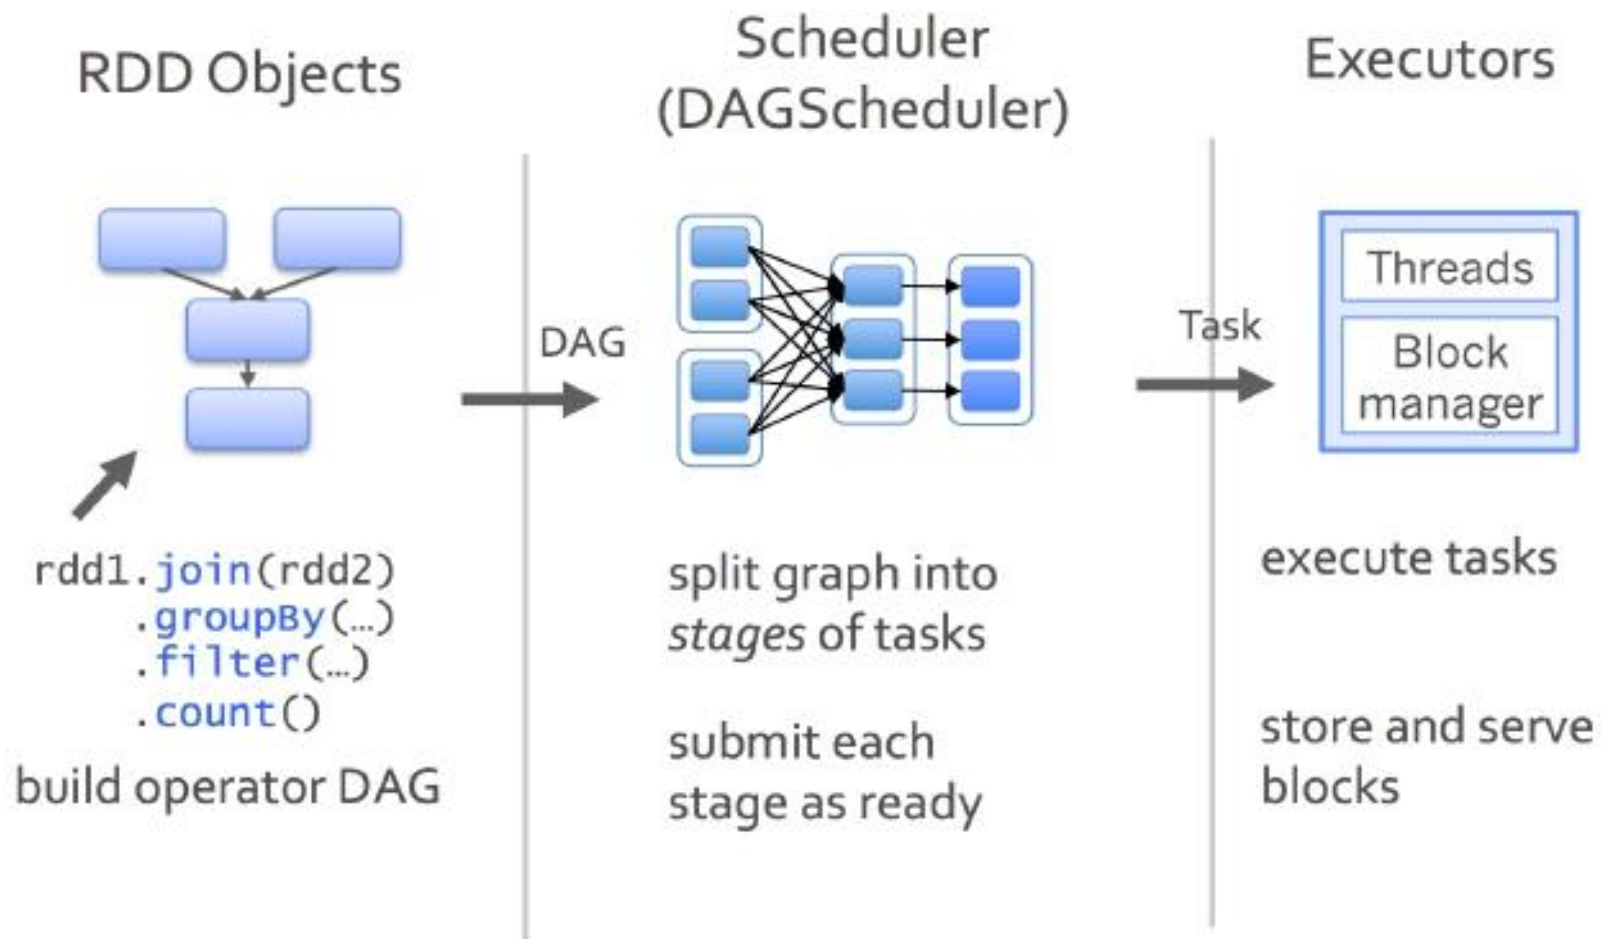 RDD Objects
rdd1.join(rdd2)
.groupBy(…)
.filter(…)
.count()
build operator DAG
DAG
Scheduler
(DAGScheduler)
split graph into
stages of tasks
submit each
stage as ready
Task
Executors
Threads
Block
manager
execute tasks
store and serve
blocks